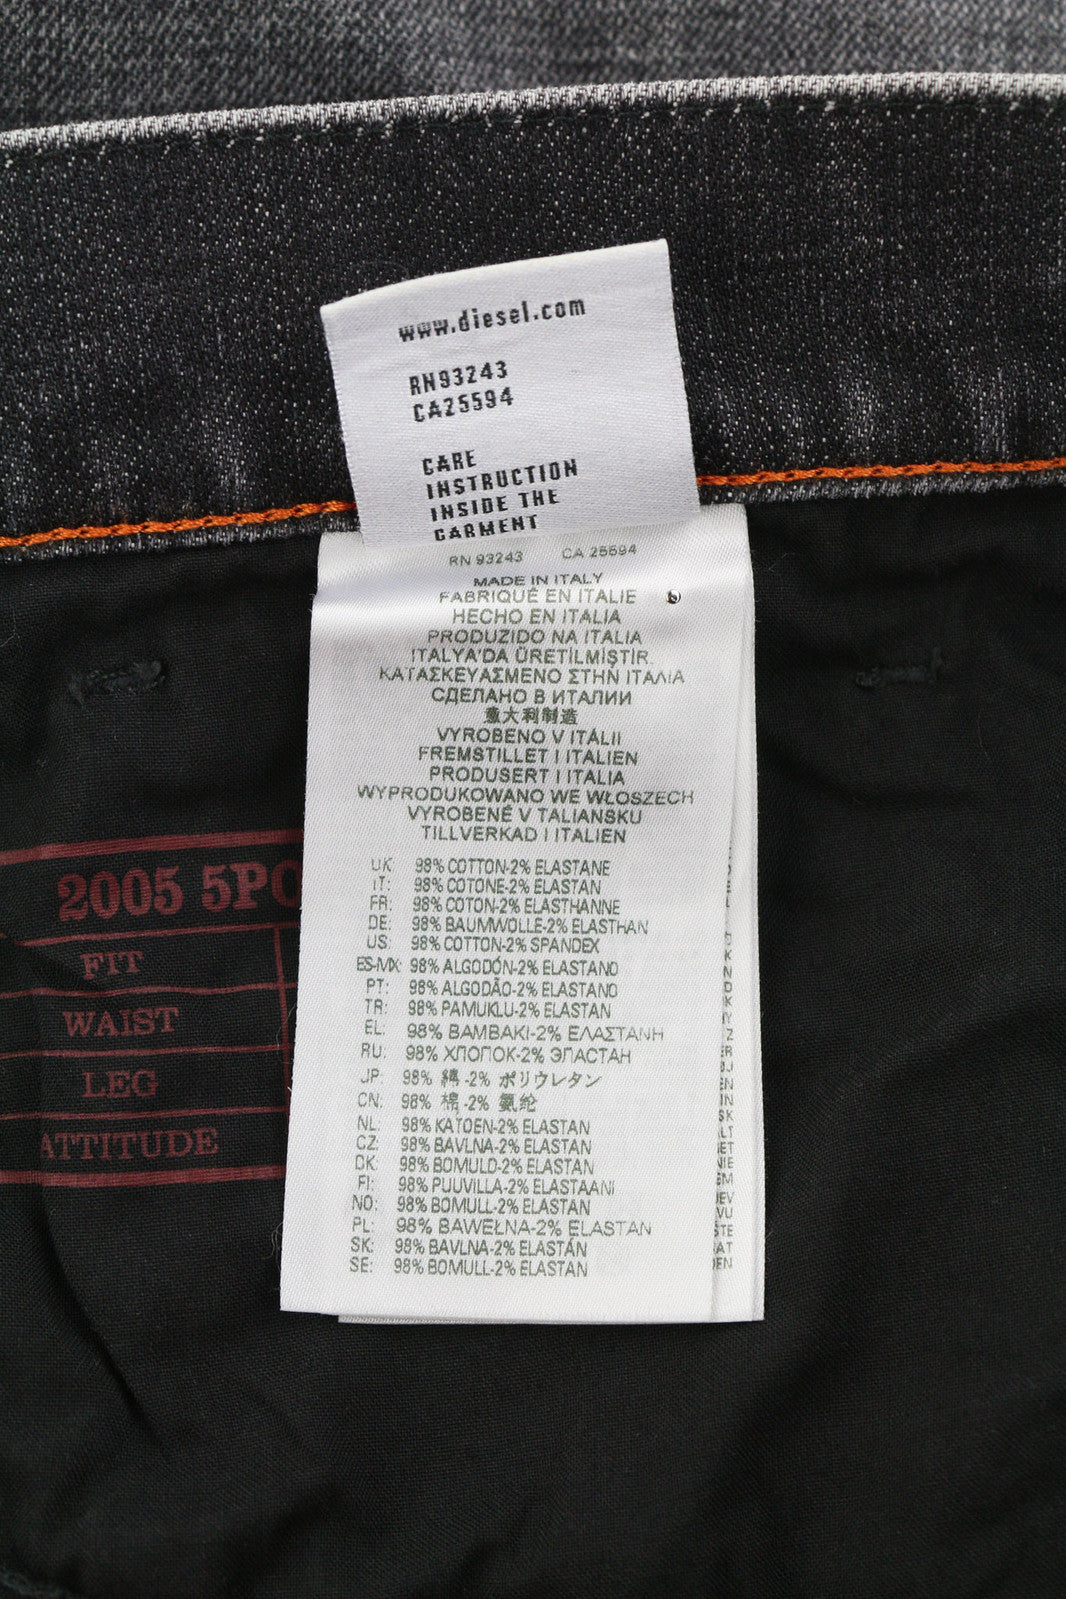 www.diesel.com
RN93243
CA25594
CARE
INSTRUCTION
INSIDE THE
GARMENT
RN 93243 CA 25594
MADE IN ITALY
FABRIQUÉ EN ITALIE
HECHO EN ITALIA
PRODUZIDO NA ITALIA
ITALYA'DA ÜRETİLMİŞTİR
ΚΑΤΑΣΚΕΥΑΣΜΕΝΟ ΣΤΗΝ ΙΤΑΛΙΑ
СДЕЛАНО В ИТАЛИИ
意大利制造
VYROBENO V ITÁLII
FREMSTILLET I ITALIEN
PRODUSERT I ITALIA
WYPRODUKOWANO WE WŁOSZECH
VYROBENÉ V TALIANSKU
TILLVERKAD I ITALIEN
UK: 98% COTTON-2% ELASTANE
IT: 98% COTONE-2% ELASTAN
FR: 98% COTON-2% ELASTHANNE
DE: 98% BAUMWOLLE-2% ELASTHAN
US: 98% COTTON-2% SPANDEX
ES-MX: 98% ALGODÓN-2% ELASTANO
PT: 98% ALGODÃO-2% ELASTANO
TR: 98% PAMUKLU-2% ELASTAN
EL: 98% ΒΑΜΒΑΚΙ-2% ΕΛΑΣΤΑΝΗ
RU: 98% ХЛОПОК-2% ЭЛАСТАН
JP: 98% 綿 -2% ポリウレタン
CN: 98% 棉 -2% 氨纶
NL: 98% KATOEN-2% ELASTAN
CZ: 98% BAVLNA-2% ELASTAN
DK: 98% BOMULD-2% ELASTAN
FI: 98% PUUVILLA-2% ELASTAANI
NO: 98% BOMULL-2% ELASTAN
PL: 98% BAWEŁNA-2% ELASTAN
SK: 98% BAVLNA-2% ELASTÁN
SE: 98% BOMULL-2% ELASTAN
2005 5PO
FIT
WAIST
LEG
ATTITUDE